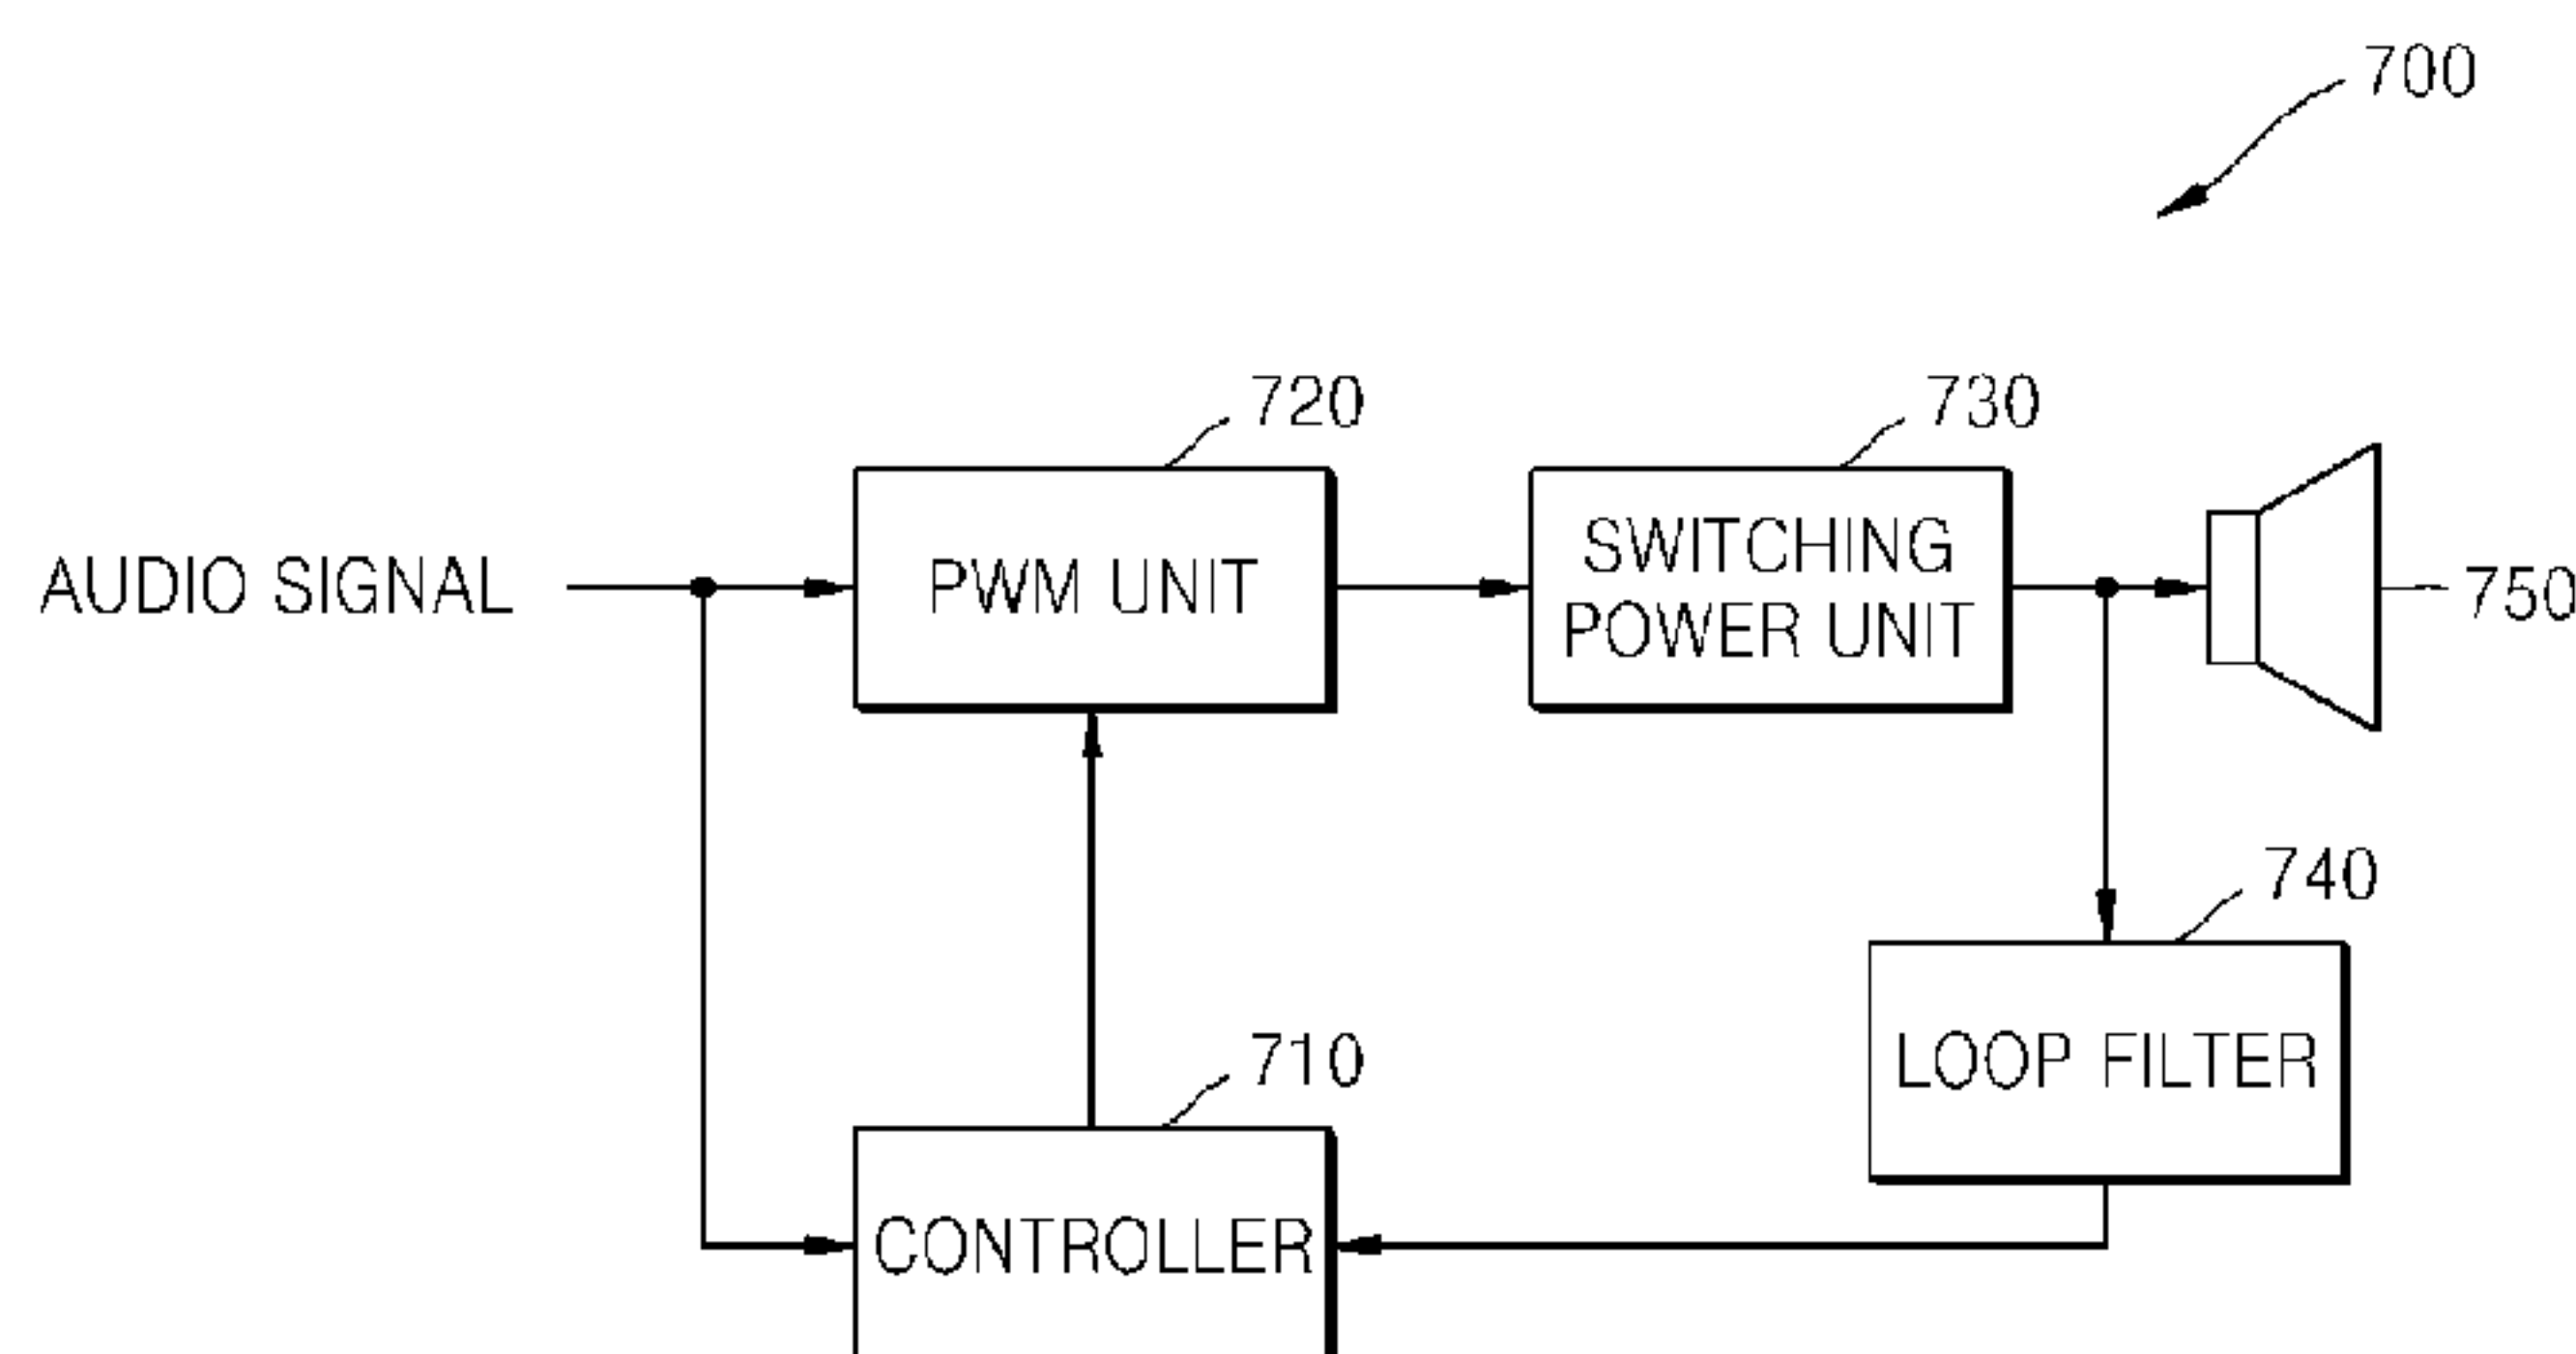 700
720
730
AUDIO SIGNAL
PWM UNIT
SWITCHING
POWER UNIT
750
740
LOOP FILTER
710
CONTROLLER